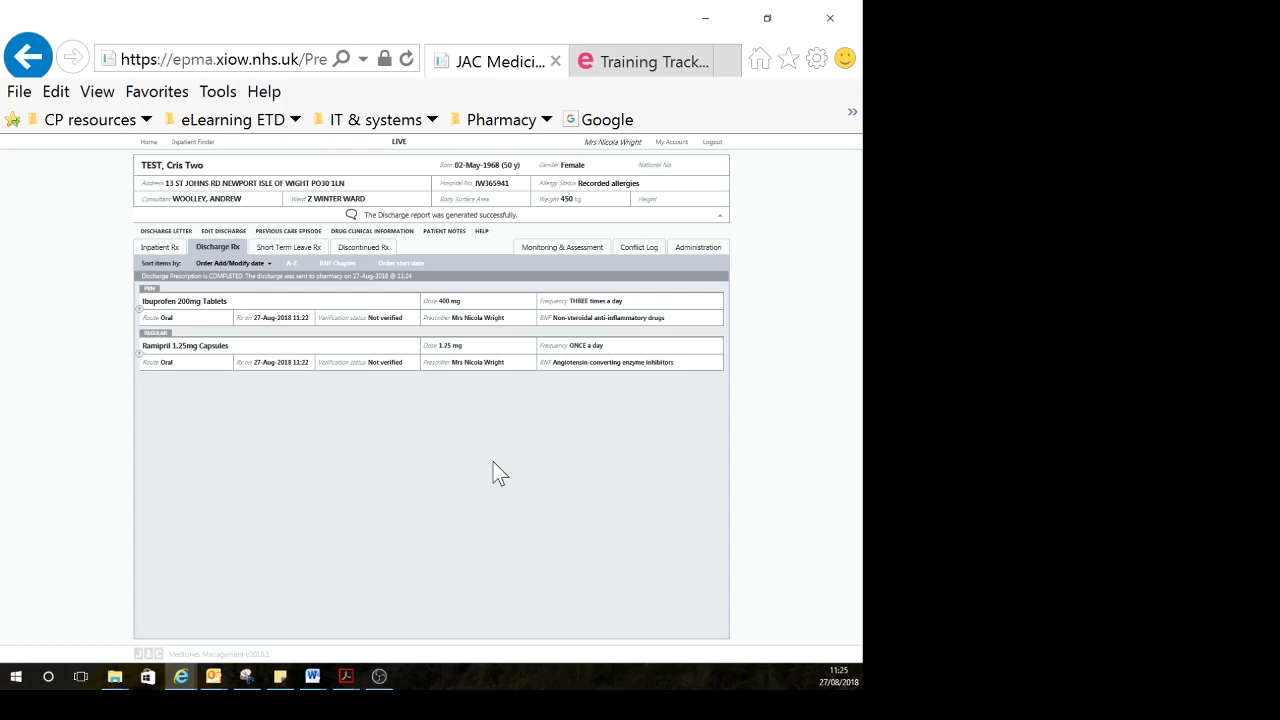 https://epma.xiow.nhs.uk/Pre
JAC Medici...
Training Track...
File Edit View Favorites Tools Help
CP resources eLearning ETD IT & systems Pharmacy Google
Home Inpatient Finder LIVE Mrs Nicola Wright My Account Logout
TEST, Cris Two Born 02-May-1968 (50 y) Gender Female National No.
Address 13 ST JOHNS RD NEWPORT ISLE OF WIGHT PO30 1LN Hospital No. IW365941 Allergy Status Recorded allergies
Consultant WOOLLEY, ANDREW Ward Z WINTER WARD Body Surface Area Weight 450 kg Height
The Discharge report was generated successfully.
DISCHARGE LETTER EDIT DISCHARGE PREVIOUS CARE EPISODE DRUG CLINICAL INFORMATION PATIENT NOTES HELP
Inpatient Rx Discharge Rx Short Term Leave Rx Discontinued Rx Monitoring & Assessment Conflict Log Administration
Sort items by: Order Add/Modify date A-Z BNF Chapter Order start date
Discharge Prescription is COMPLETED. The discharge was sent to pharmacy on 27-Aug-2018 @ 11:24
PRN
Ibuprofen 200mg Tablets Dose 400 mg Frequency THREE times a day
Route Oral Rx on 27-Aug-2018 11:22 Verification status Not verified Prescriber Mrs Nicola Wright BNF Non-steroidal anti-inflammatory drugs
REGULAR
Ramipril 1.25mg Capsules Dose 1.25 mg Frequency ONCE a day
Route Oral Rx on 27-Aug-2018 11:22 Verification status Not verified Prescriber Mrs Nicola Wright BNF Angiotensin-converting enzyme inhibitors
JAC Medicines Management v2018.1
11:25
27/08/2018